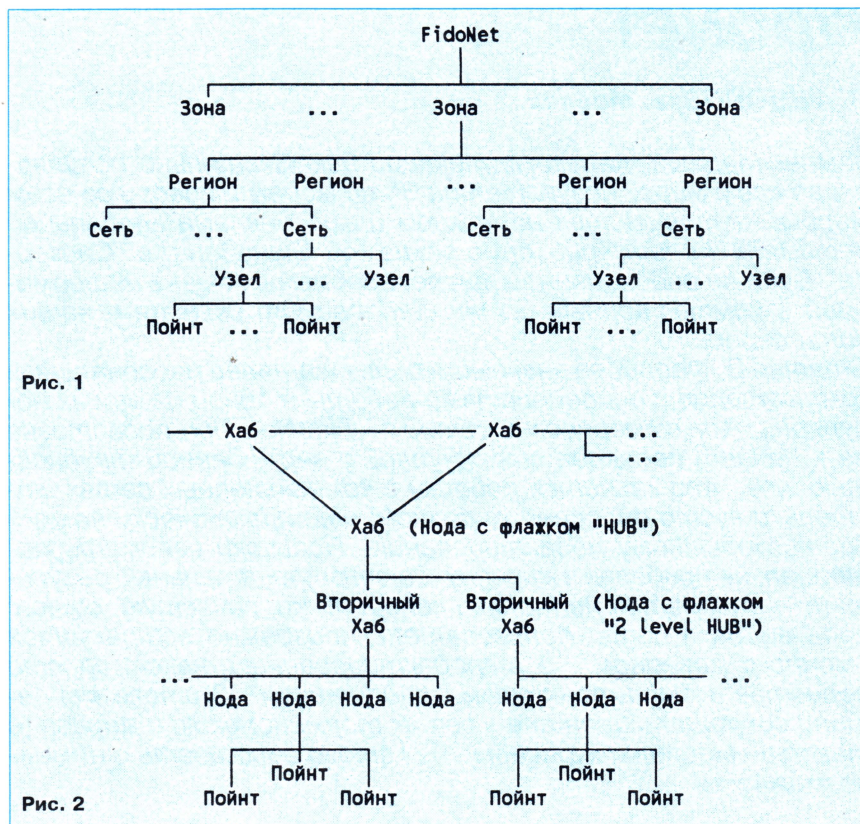 FidoNet
Зона ... Зона ... Зона
Регион Регион ... Регион Регион
Сеть ... Сеть Сеть ... Сеть
Узел ... Узел Узел ... Узел
Пойнт ... Пойнт Пойнт ... Пойнт
Рис. 1
Хаб Хаб ...
...
Хаб (Нода с флажком "HUB")
Вторичный Вторичный (Нода с флажком
Хаб Хаб "2 level HUB")
... ...
Нода Нода Нода Нода Нода Нода Нода
Пойнт Пойнт
Пойнт Пойнт Пойнт Пойнт
Рис. 2